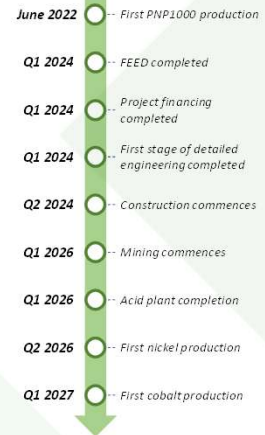 June 2022 First PNP1000 production
Q1 2024 FEED completed
Q1 2024 Project financing
completed
Q1 2024 First stage of detailed
engineering completed
Q2 2024 Construction commences
Q1 2026 Mining commences
Q1 2026 Acid plant completion
Q2 2026 First nickel production
Q1 2027 First cobalt production